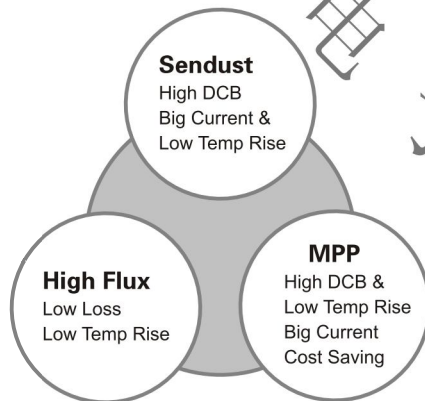 Sendust
High DCB
Big Current &
Low Temp Rise
High Flux
Low Loss
Low Temp Rise
MPP
High DCB &
Low Temp Rise
Big Current
Cost Saving